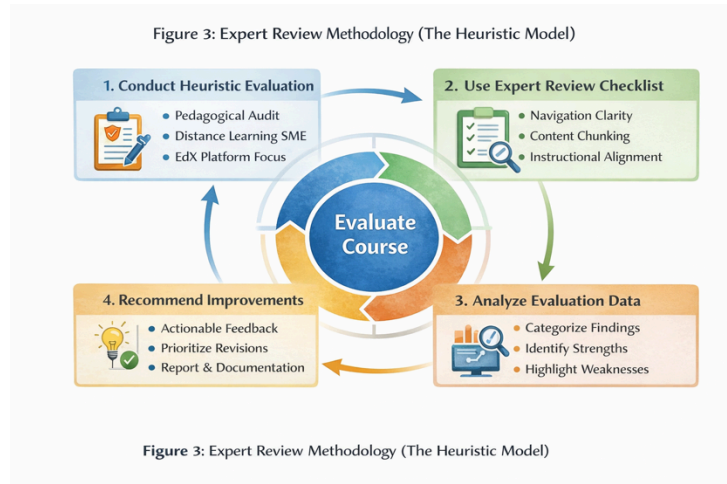 Figure 3: Expert Review Methodology (The Heuristic Model)
1. Conduct Heuristic Evaluation
• Pedagogical Audit
• Distance Learning SME
• EdX Platform Focus
2. Use Expert Review Checklist
• Navigation Clarity
• Content Chunking
• Instructional Alignment
Evaluate
Course
3. Analyze Evaluation Data
• Categorize Findings
• Identify Strengths
• Highlight Weaknesses
4. Recommend Improvements
• Actionable Feedback
• Prioritize Revisions
• Report & Documentation
Figure 3: Expert Review Methodology (The Heuristic Model)